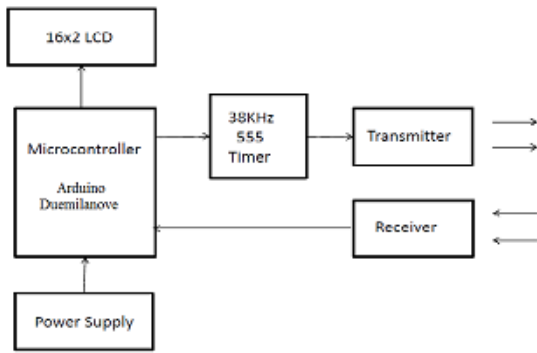 16x2 LCD
Microcontroller
Arduino
Duemilanove
38KHz
555
Timer
Transmitter
Receiver
Power Supply